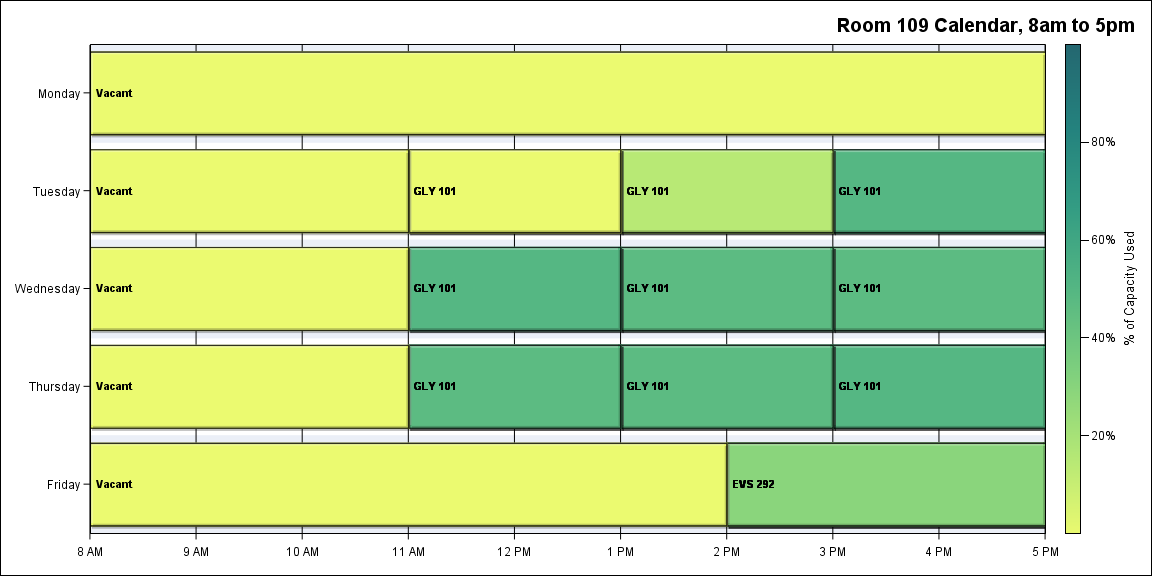 Room 109 Calendar, 8am to 5pm
Monday
Vacant
Tuesday
Vacant
GLY 101
GLY 101
GLY 101
Wednesday
Vacant
GLY 101
GLY 101
GLY 101
Thursday
Vacant
GLY 101
GLY 101
GLY 101
Friday
Vacant
EVS 292
8 AM
9 AM
10 AM
11 AM
12 PM
1 PM
2 PM
3 PM
4 PM
5 PM
80%
60%
40%
20%
% of Capacity Used